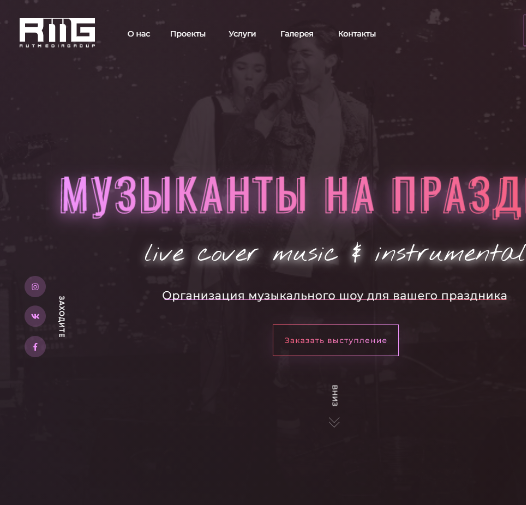 RMG
RUTMEDIAGROUP
О нас Проекты Услуги Галерея Контакты
МУЗЫКАНТЫ НА ПРАЗД
live cover music & instrumental
Организация музыкального шоу для вашего праздника
ЗАХОДИТЕ
Заказать выступление
ВНИЗ